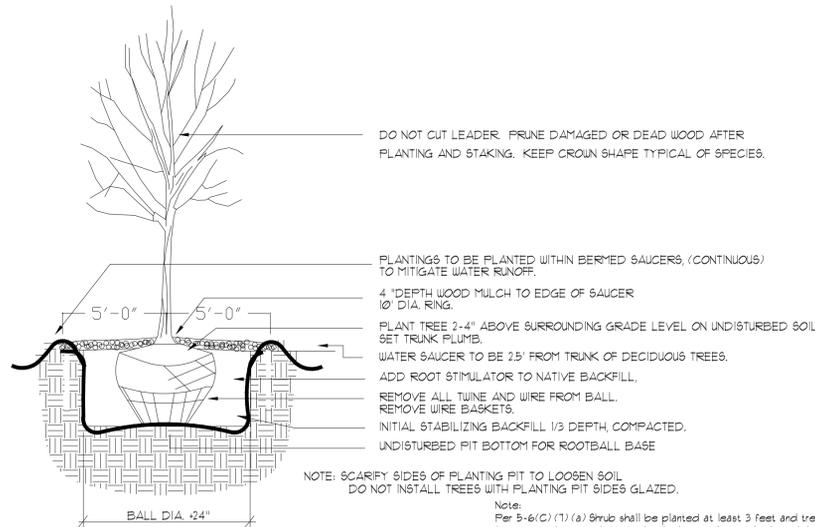 DO NOT CUT LEADER. PRUNE DAMAGED OR DEAD WOOD AFTER
PLANTING AND STAKING. KEEP CROWN SHAPE TYPICAL OF SPECIES.
PLANTINGS TO BE PLANTED WITHIN BERMED SAUCERS, (CONTINUOUS)
TO MITIGATE WATER RUNOFF.
4 "DEPTH WOOD MULCH TO EDGE OF SAUCER
10' DIA. RING.
5'-0" 5'-0"
PLANT TREE 2-4" ABOVE SURROUNDING GRADE LEVEL ON UNDISTURBED SOIL
SET TRUNK PLUMB.
WATER SAUCER TO BE 2.5' FROM TRUNK OF DECIDUOUS TREES.
ADD ROOT STIMULATOR TO NATIVE BACKFILL,
REMOVE ALL TWINE AND WIRE FROM BALL.
REMOVE WIRE BASKETS.
INITIAL STABILIZING BACKFILL 1/3 DEPTH, COMPACTED.
UNDISTURBED PIT BOTTOM FOR ROOTBALL BASE
NOTE: SCARIFY SIDES OF PLANTING PIT TO LOOSEN SOIL
DO NOT INSTALL TREES WITH PLANTING PIT SIDES GLAZED.
BALL DIA. +24"
Note:
Per 5-6(C) (7) (a) Shrub shall be planted at least 3 feet and tre